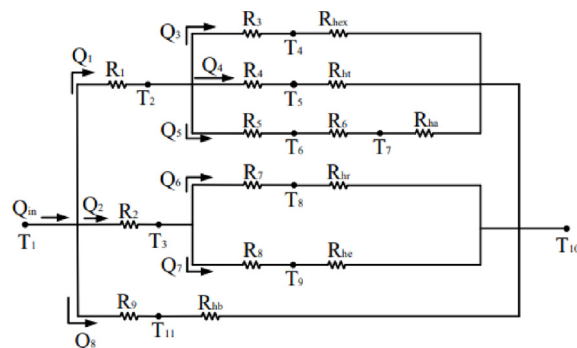 Q3 R3 Rhex
T4
Q1 R1 Q4 R4 Rht
T2 T5
Q5 R5 R6 Rha
T6 T7
Q6 R7 Rhr
T8
Qin Q2 R2
T1 T3 T10
Q7 R8 Rhe
T9
R9 Rhb
Q8 T11